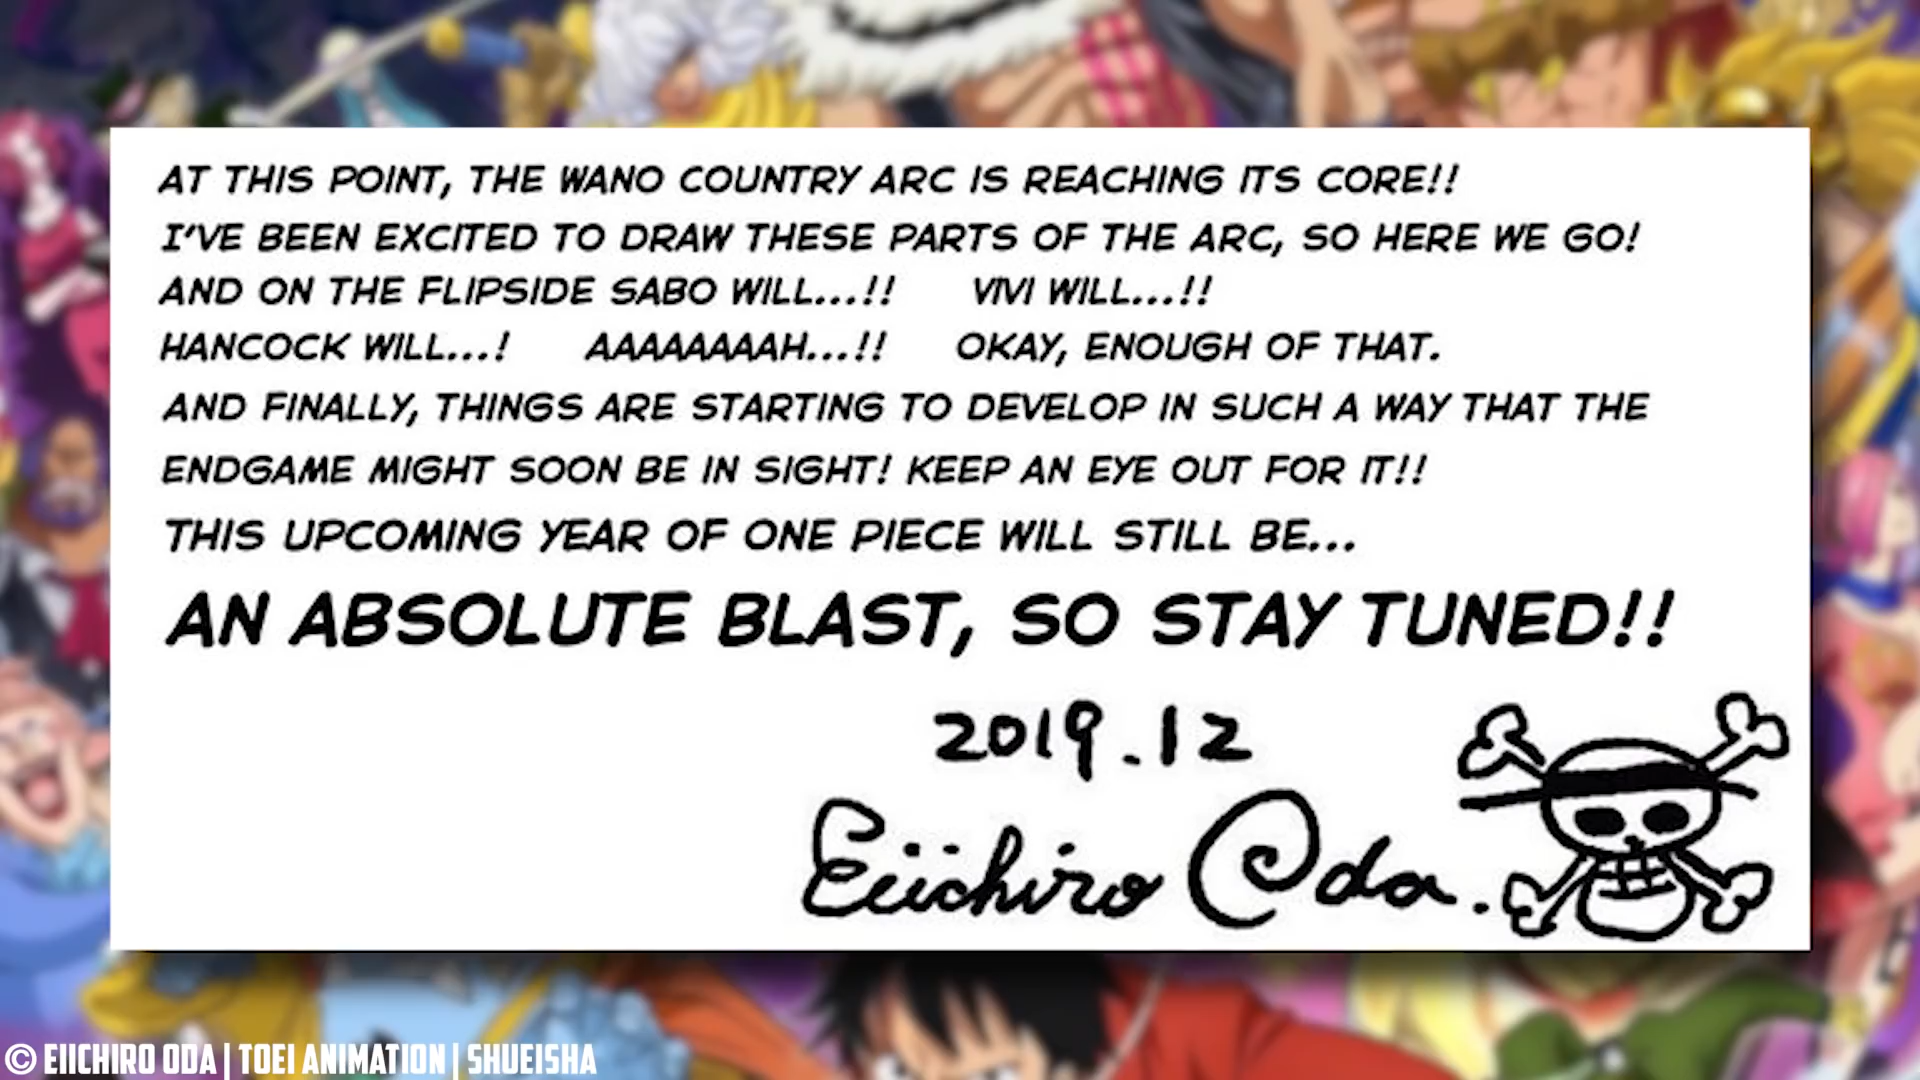 AT THIS POINT, THE WANO COUNTRY ARC IS REACHING ITS CORE!!
I'VE BEEN EXCITED TO DRAW THESE PARTS OF THE ARC, SO HERE WE GO!
AND ON THE FLIPSIDE SABO WILL...!! VIVI WILL...!!
HANCOCK WILL...! AAAAAAAAH...!! OKAY, ENOUGH OF THAT.
AND FINALLY, THINGS ARE STARTING TO DEVELOP IN SUCH A WAY THAT THE
ENDGAME MIGHT SOON BE IN SIGHT! KEEP AN EYE OUT FOR IT!!
THIS UPCOMING YEAR OF ONE PIECE WILL STILL BE...
AN ABSOLUTE BLAST, SO STAY TUNED!!
2019.12
Eiichiro Oda.
© EIICHIRO ODA | TOEI ANIMATION | SHUEISHA